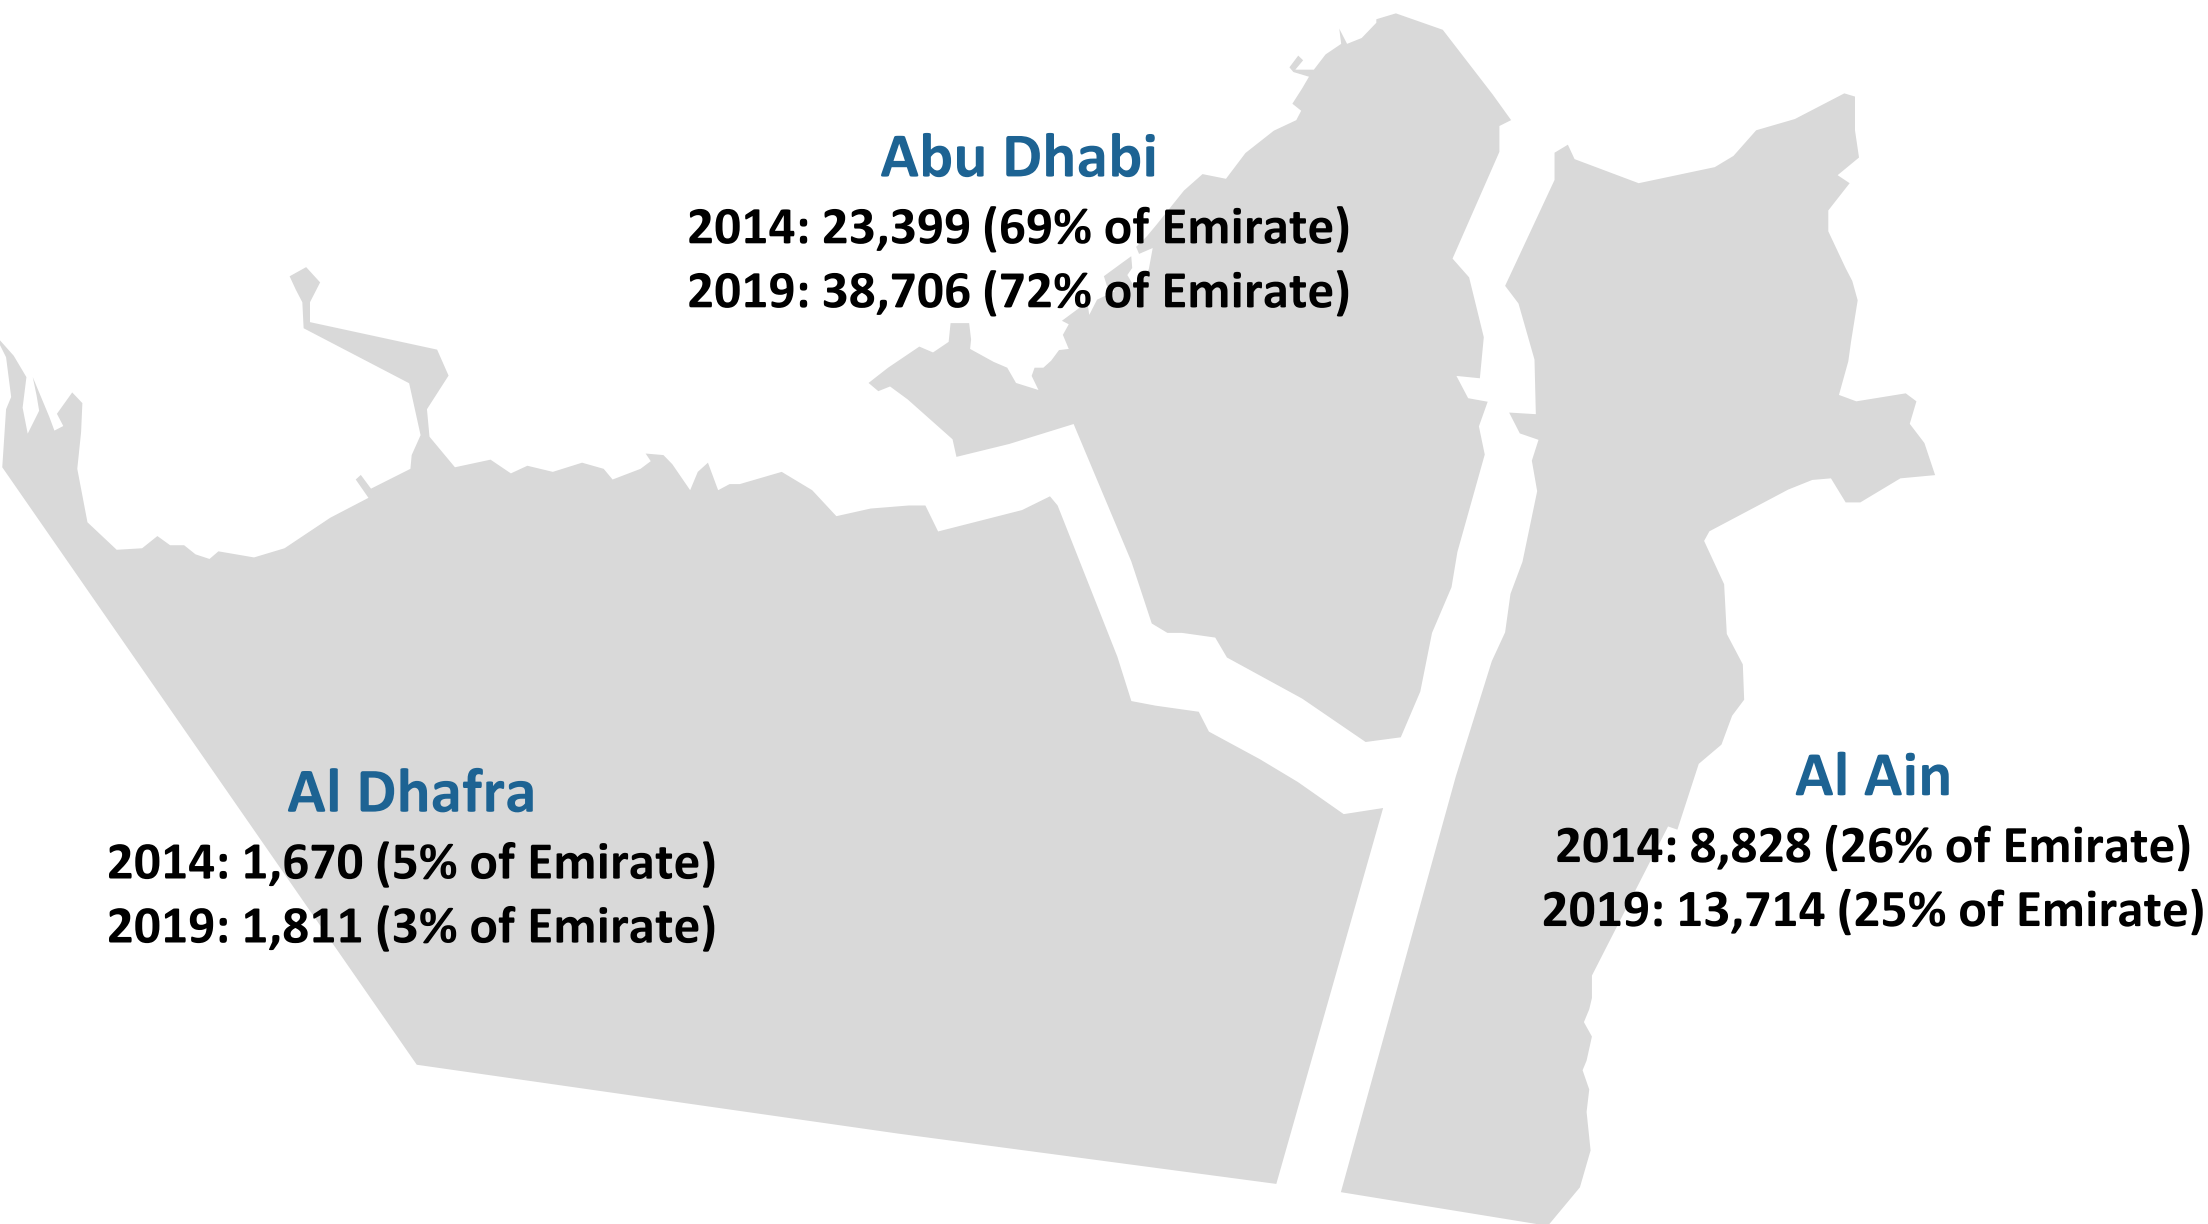 Abu Dhabi
2014: 23,399 (69% of Emirate)
2019: 38,706 (72% of Emirate)
Al Dhafra
2014: 1,670 (5% of Emirate)
2019: 1,811 (3% of Emirate)
Al Ain
2014: 8,828 (26% of Emirate)
2019: 13,714 (25% of Emirate)